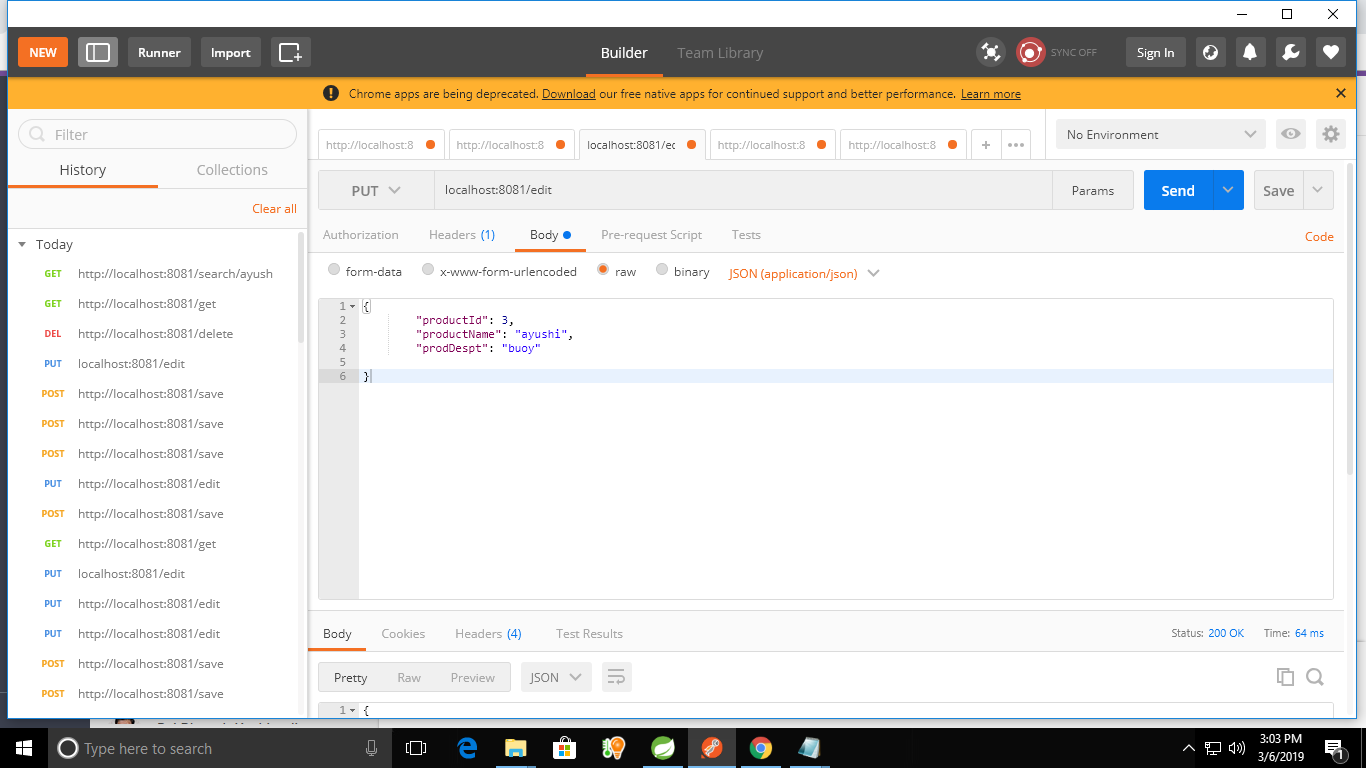 NEW
Runner
Import
Builder
Team Library
SYNC OFF
Sign In
! Chrome apps are being deprecated. Download our free native apps for continued support and better performance. Learn more
Filter
History
Collections
Clear all
Today
GET http://localhost:8081/search/ayush
GET http://localhost:8081/get
DEL http://localhost:8081/delete
PUT localhost:8081/edit
POST http://localhost:8081/save
POST http://localhost:8081/save
POST http://localhost:8081/save
PUT http://localhost:8081/edit
POST http://localhost:8081/save
GET http://localhost:8081/get
PUT localhost:8081/edit
PUT http://localhost:8081/edit
PUT http://localhost:8081/edit
POST http://localhost:8081/save
POST http://localhost:8081/save
http://localhost:8
http://localhost:8
localhost:8081/ec
http://localhost:8
http://localhost:8
+
No Environment
PUT
localhost:8081/edit
Params
Send
Save
Authorization
Headers (1)
Body
Pre-request Script
Tests
Code
form-data
x-www-form-urlencoded
raw
binary
JSON (application/json)
1 {
2 "productId": 3,
3 "productName": "ayushi",
4 "prodDespt": "buoy"
5
6 }
Body
Cookies
Headers (4)
Test Results
Status: 200 OK
Time: 64 ms
Pretty
Raw
Preview
JSON
1 {
Type here to search
3:03 PM
3/6/2019
1